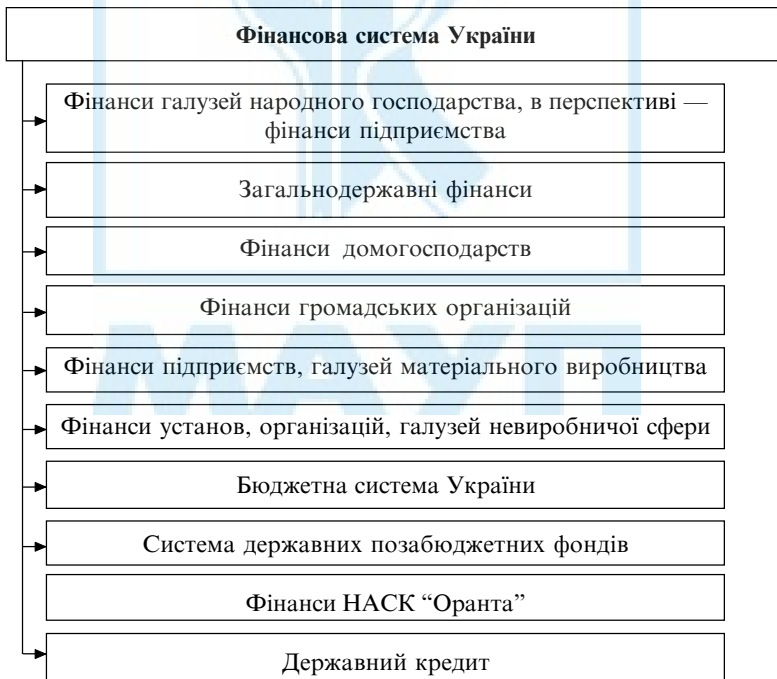 Фінансова система України
Фінанси галузей народного господарства, в перспективі —
фінанси підприємства
Загальнодержавні фінанси
Фінанси домогосподарств
Фінанси громадських організацій
МАУП
Фінанси підприємств, галузей матеріального виробництва
Фінанси установ, організацій, галузей невиробничої сфери
Бюджетна система України
Система державних позабюджетних фондів
Фінанси НАСК “Оранта”
Державний кредит